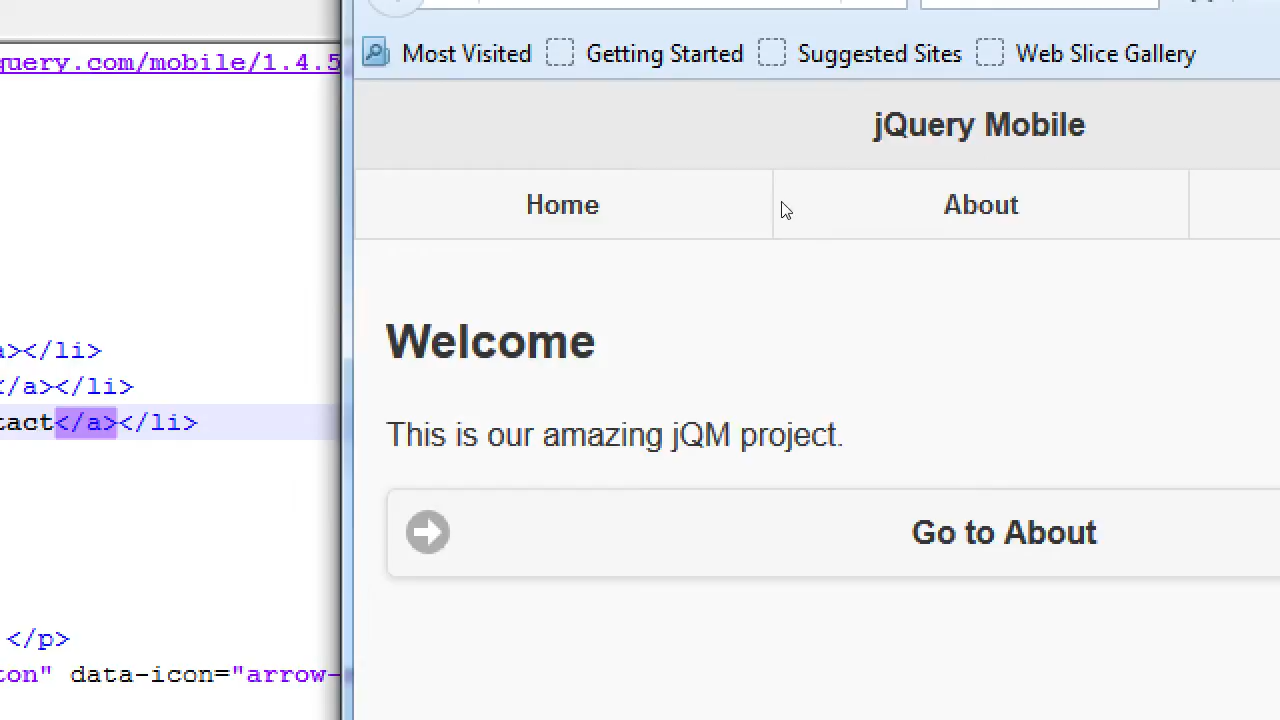 query.com/mobile/1.4.5
a></li>
</a></li>
tact</a></li>
</p>
ton" data-icon="arrow-
Most Visited Getting Started Suggested Sites Web Slice Gallery
jQuery Mobile
Home About
Welcome
This is our amazing jQM project.
Go to About